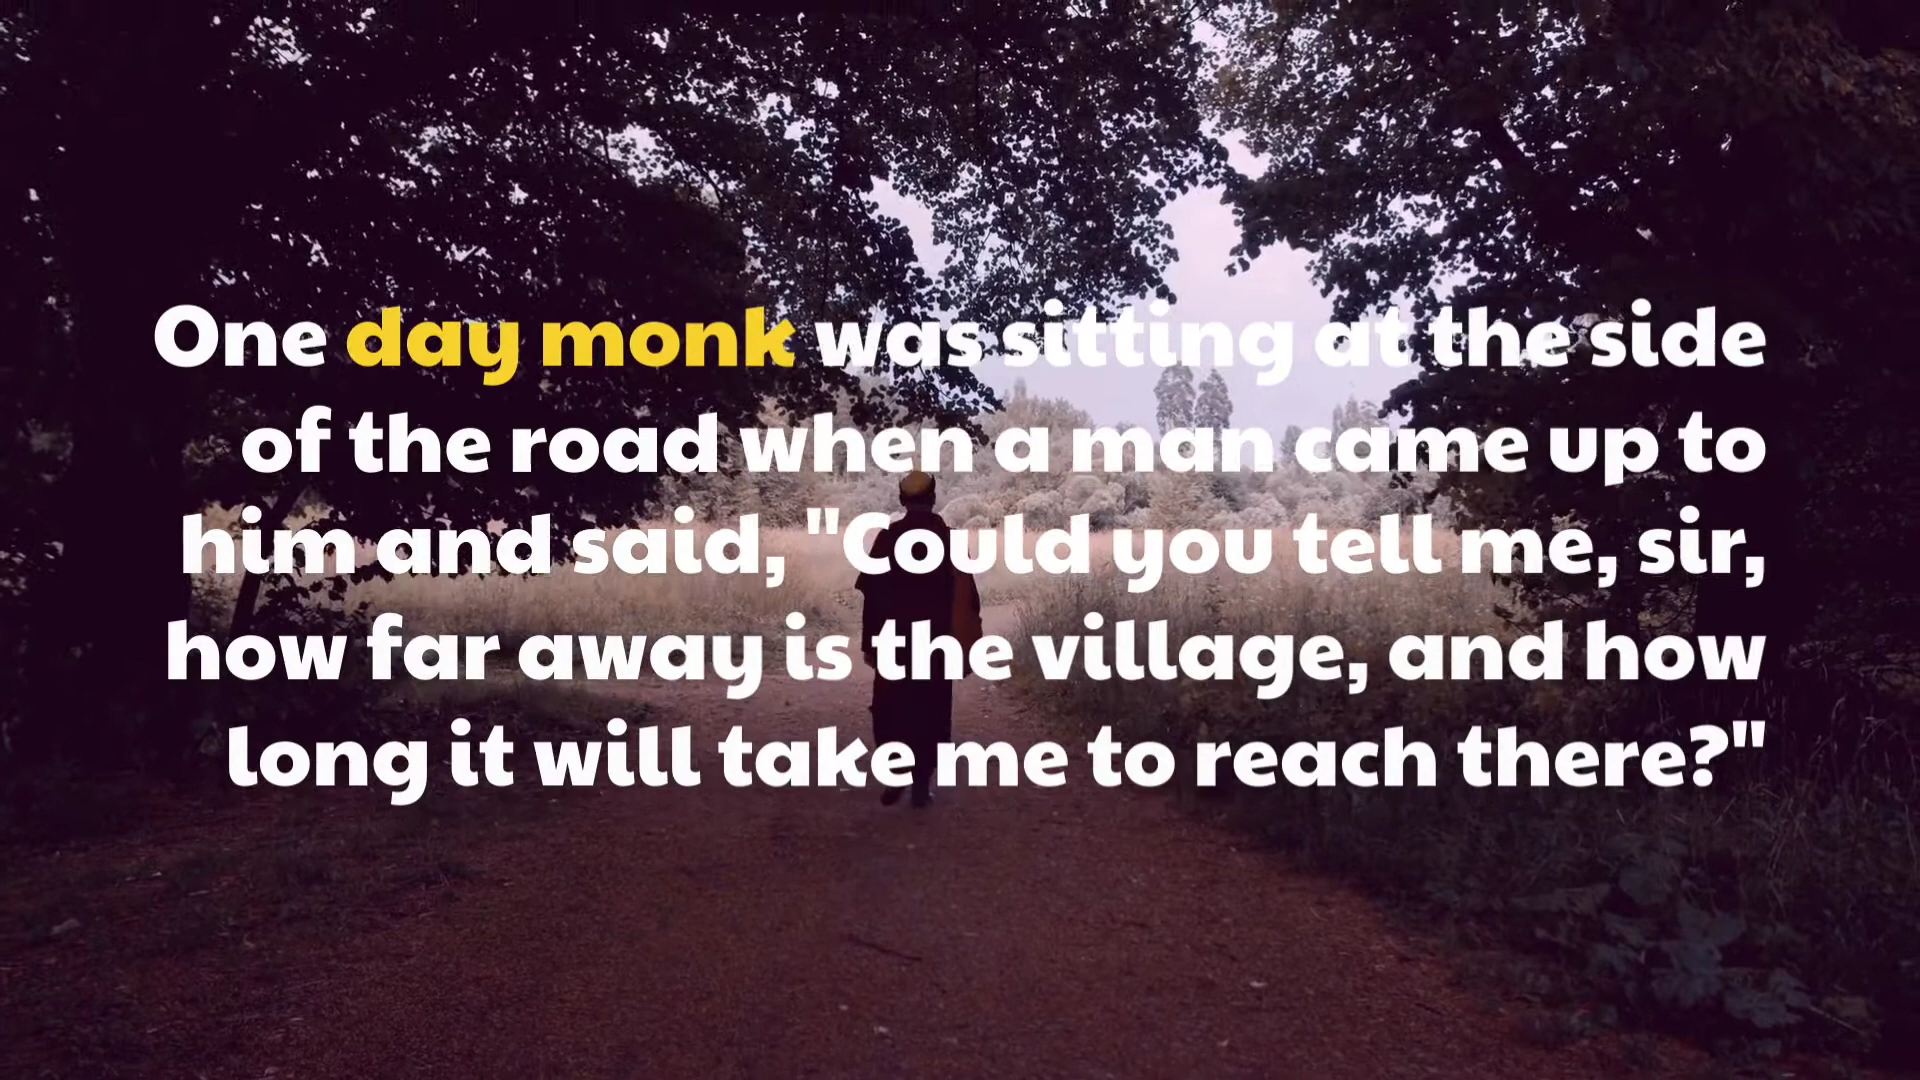 One day monk was sitting at the side
of the road when a man came up to
him and said, "Could you tell me, sir,
how far away is the village, and how
long it will take me to reach there?"